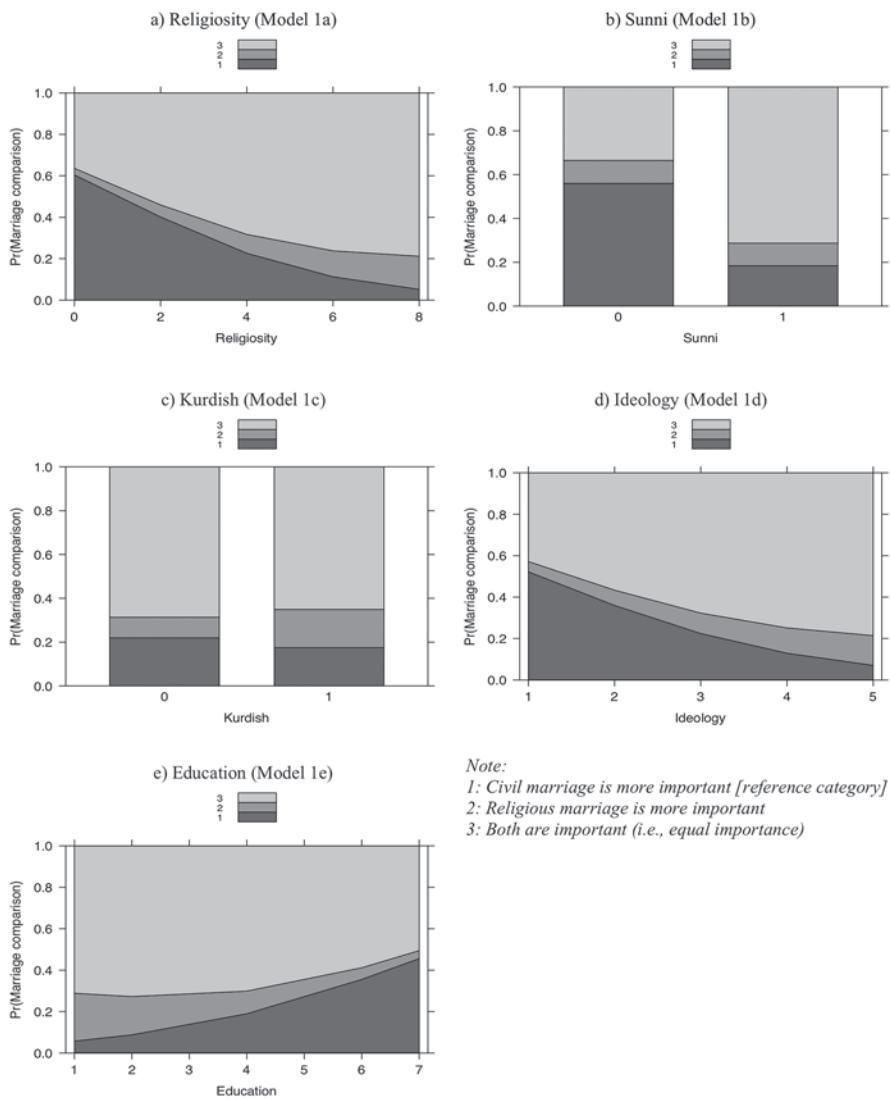 a) Religiosity (Model 1a)
3
2
1
1.0
0.8
0.6
0.4
0.2
0.0
Pr(Marriage comparison)
0 2 4 6 8
Religiosity
b) Sunni (Model 1b)
3
2
1
1.0
0.8
0.6
0.4
0.2
0.0
Pr(Marriage comparison)
0 1
Sunni
c) Kurdish (Model 1c)
3
2
1
1.0
0.8
0.6
0.4
0.2
0.0
Pr(Marriage comparison)
0 1
Kurdish
d) Ideology (Model 1d)
3
2
1
1.0
0.8
0.6
0.4
0.2
0.0
Pr(Marriage comparison)
1 2 3 4 5
Ideology
e) Education (Model 1e)
3
2
1
1.0
0.8
0.6
0.4
0.2
0.0
Pr(Marriage comparison)
1 2 3 4 5 6 7
Education
Note:
1: Civil marriage is more important [reference category]
2: Religious marriage is more important
3: Both are important (i.e., equal importance)